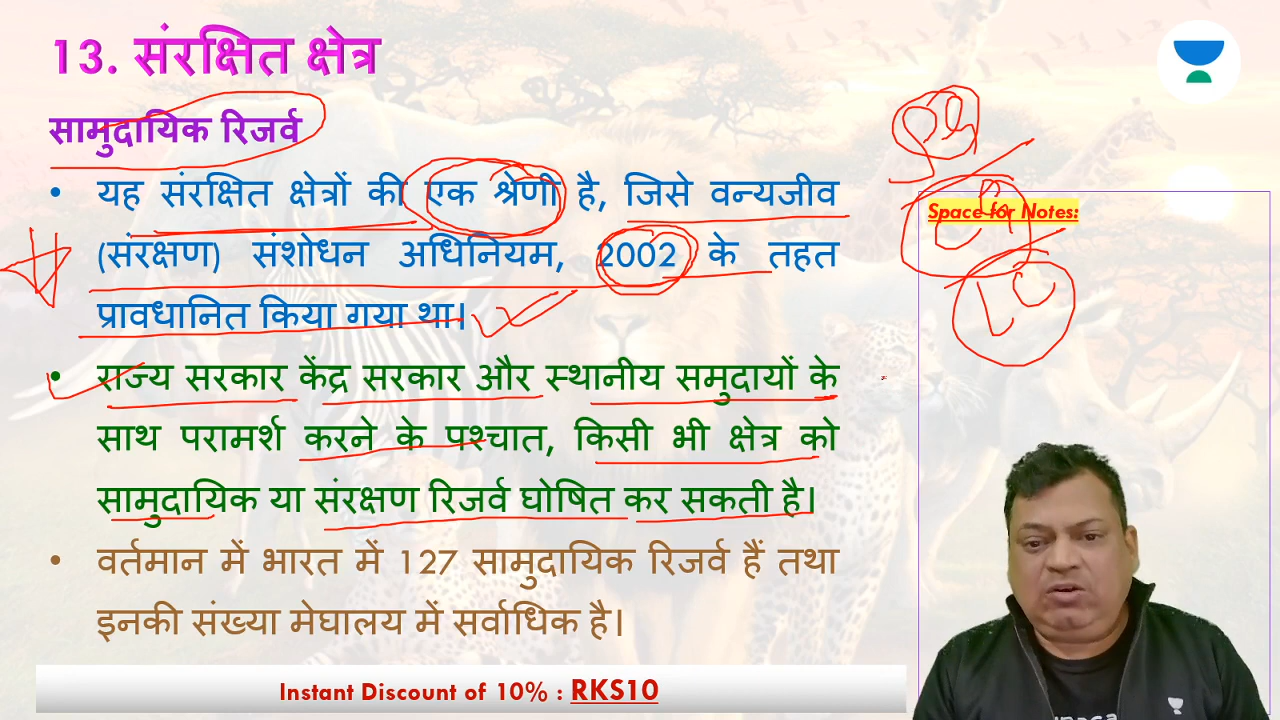 13. संरक्षित क्षेत्र
सामुदायिक रिजर्व
• यह संरक्षित क्षेत्रों की एक श्रेणी है, जिसे वन्यजीव
(संरक्षण) संशोधन अधिनियम, 2002 के तहत
प्रावधानित किया गया था।
• राज्य सरकार केंद्र सरकार और स्थानीय समुदायों के
साथ परामर्श करने के पश्चात, किसी भी क्षेत्र को
सामुदायिक या संरक्षण रिजर्व घोषित कर सकती है।
• वर्तमान में भारत में 127 सामुदायिक रिजर्व हैं तथा
इनकी संख्या मेघालय में सर्वाधिक है।
Space for Notes:
Instant Discount of 10% : RKS10